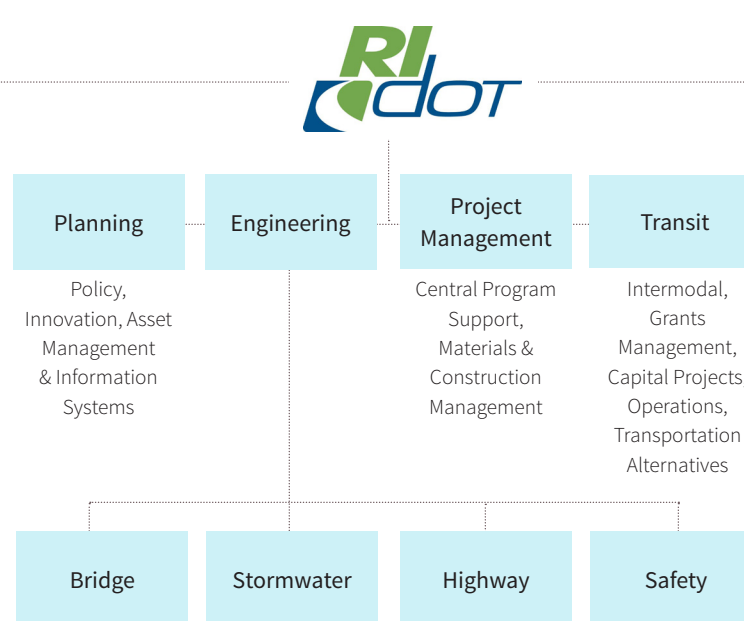 RI
dOT
Planning
Engineering
Project
Management
Transit
Policy,
Innovation, Asset
Management
& Information
Systems
Central Program
Support,
Materials &
Construction
Management
Intermodal,
Grants
Management,
Capital Projects,
Operations,
Transportation
Alternatives
Bridge
Stormwater
Highway
Safety